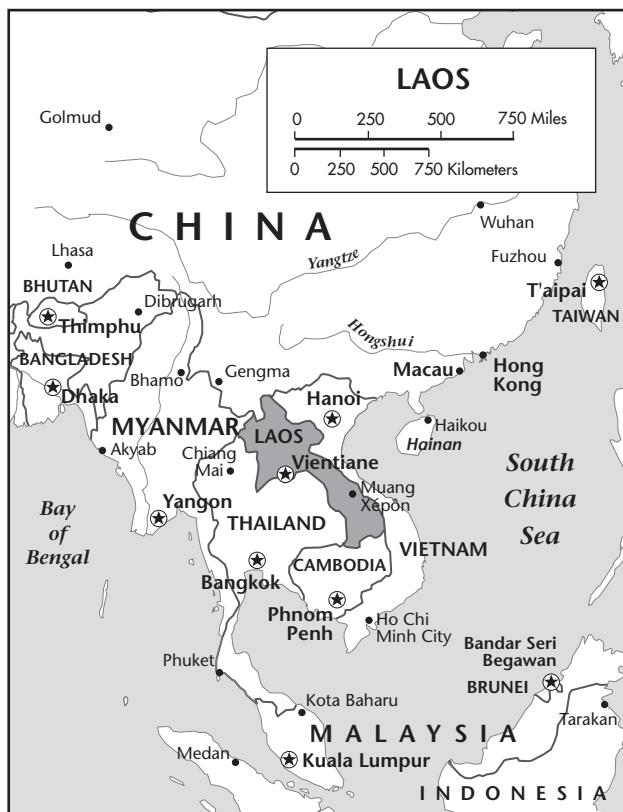 LAOS
0 250 500 750 Miles
0 250 500 750 Kilometers
Golmud
CHINA
Wuhan
Yangtze
Lhasa
Fuzhou
BHUTAN
T'aipai
Dibrugarh
TAIWAN
Thimphu
Hongshui
BANGLADESH
Hong
Kong
Macau
Bhamo
Gengma
Dhaka
Hanoi
MYANMAR
Haikou
LAOS
Hainan
Akyab
Chiang
Mai
Vientiane
South
China
Sea
Muang
Xépôn
Yangon
Bay
of
Bengal
THAILAND
VIETNAM
CAMBODIA
Bangkok
Phnom
Penh
Ho Chi
Minh City
Bandar Seri
Begawan
Phuket
BRUNEI
Kota Baharu
Tarakan
MALAYSIA
Medan
Kuala Lumpur
INDONESIA